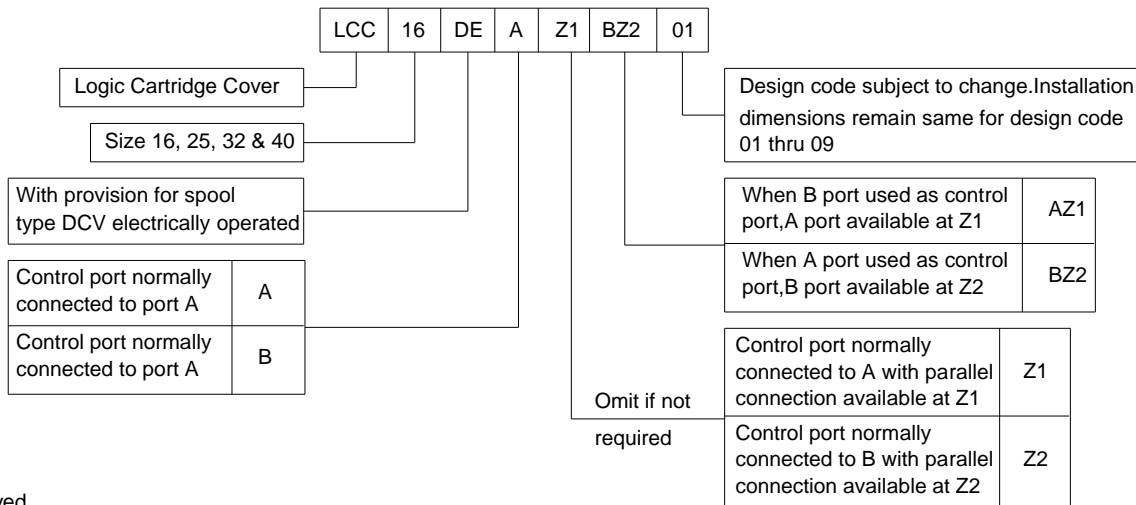 LCC 16 DE A Z1 BZ2 01
Logic Cartridge Cover
Size 16, 25, 32 & 40
With provision for spool
type DCV electrically operated
Control port normally
connected to port A
A
Control port normally
connected to port A
B
Design code subject to change.Installation
dimensions remain same for design code
01 thru 09
When B port used as control
port,A port available at Z1
AZ1
When A port used as control
port,B port available at Z2
BZ2
Omit if not
required
Control port normally
connected to A with parallel
connection available at Z1
Z1
Control port normally
connected to B with parallel
connection available at Z2
Z2